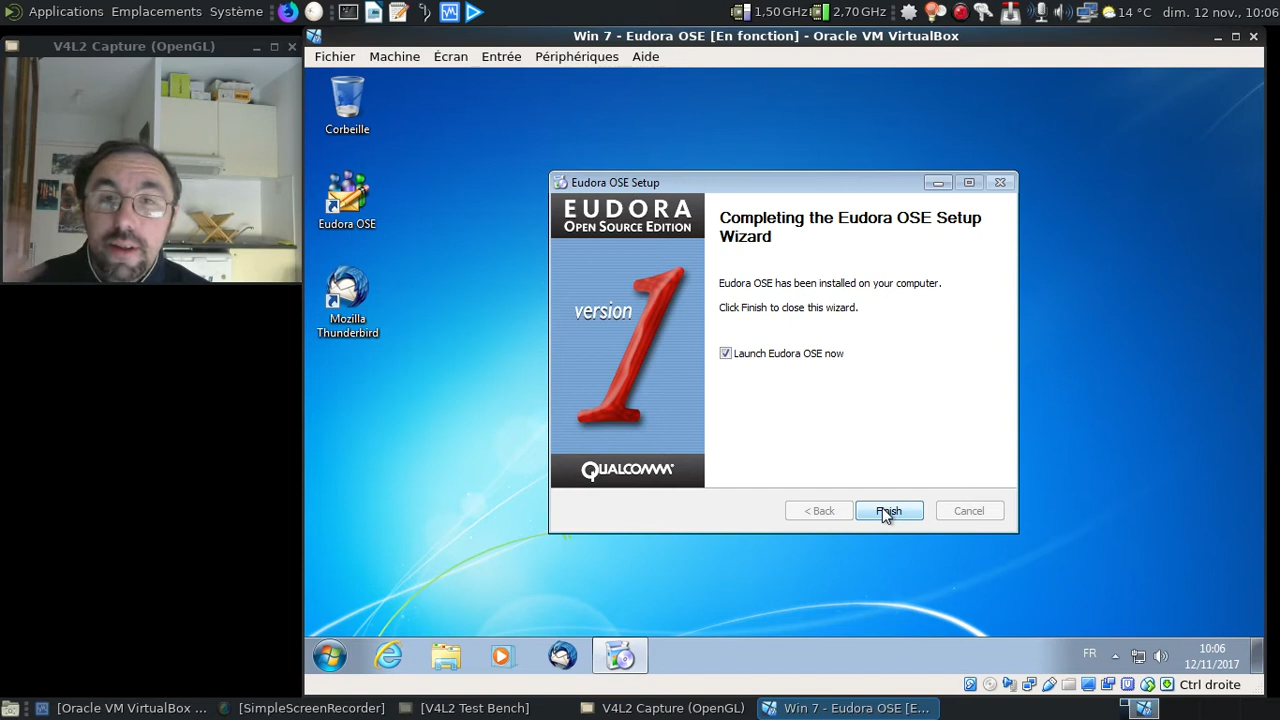 Applications Emplacements Système
1,50 GHz 2,70 GHz 14 °C dim. 12 nov., 10:06
V4L2 Capture (OpenGL)
Win 7 - Eudora OSE [En fonction] - Oracle VM VirtualBox
Fichier Machine Écran Entrée Périphériques Aide
Corbeille
Eudora OSE
Mozilla
Thunderbird
Eudora OSE Setup
EUDORA
OPEN SOURCE EDITION
version 1
QUALCOMM
Completing the Eudora OSE Setup
Wizard
Eudora OSE has been installed on your computer.
Click Finish to close this wizard.
Launch Eudora OSE now
< Back Finish Cancel
FR 10:06
12/11/2017
Ctrl droite
[Oracle VM VirtualBox ... [SimpleScreenRecorder] [V4L2 Test Bench] V4L2 Capture (OpenGL) Win 7 - Eudora OSE [E...